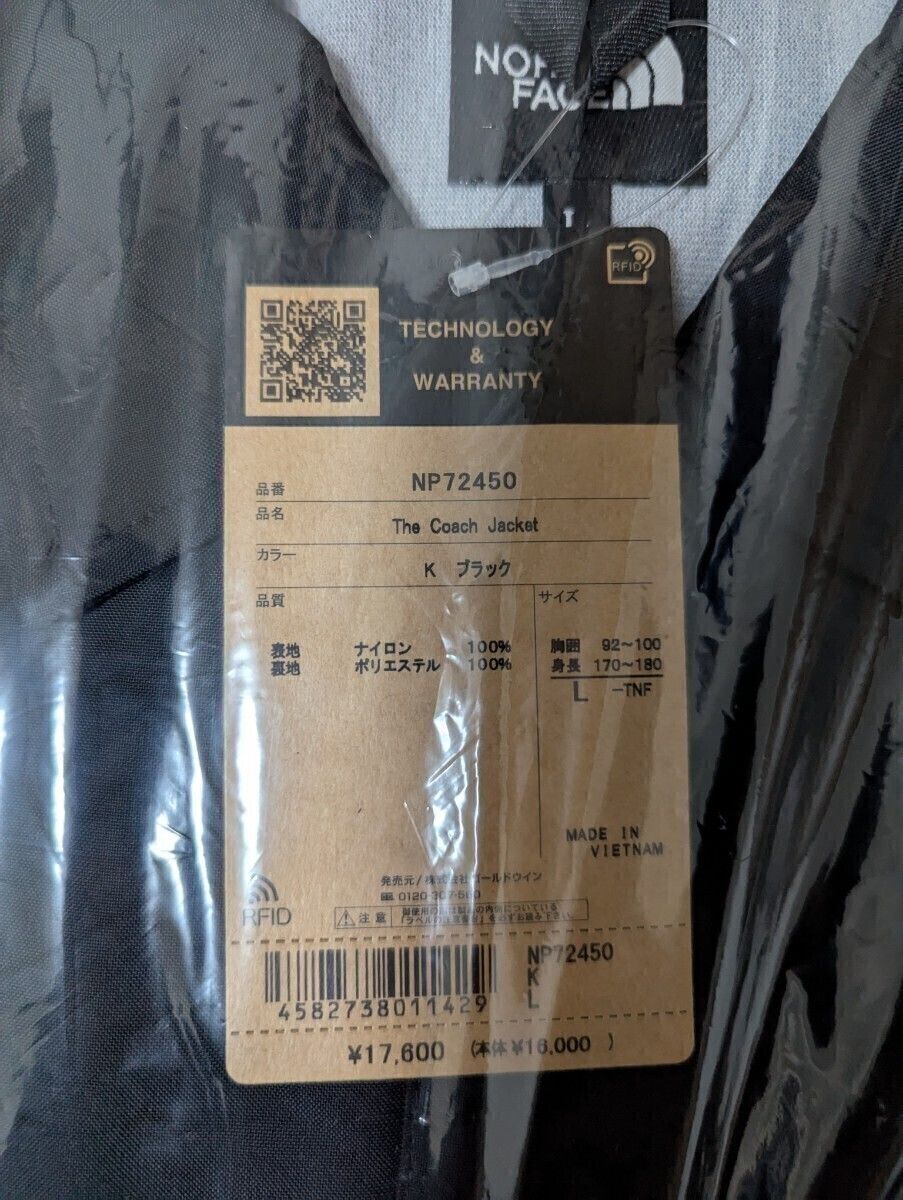 NOR
FACE
RFID
TECHNOLOGY
&
WARRANTY
品番 NP72450
品名 The Coach Jacket
カラー K ブラック
品質
サイズ
表地 ナイロン 100%
裏地 ポリエステル 100%
胸囲 92~100
身長 170~180
L -TNF
MADE IN
VIETNAM
発売元/株式会社ゴールドウイン
0120-307-560
RFID
注意
NP72450
K
L
4582738011429
¥17,600 (本体¥16,000 )